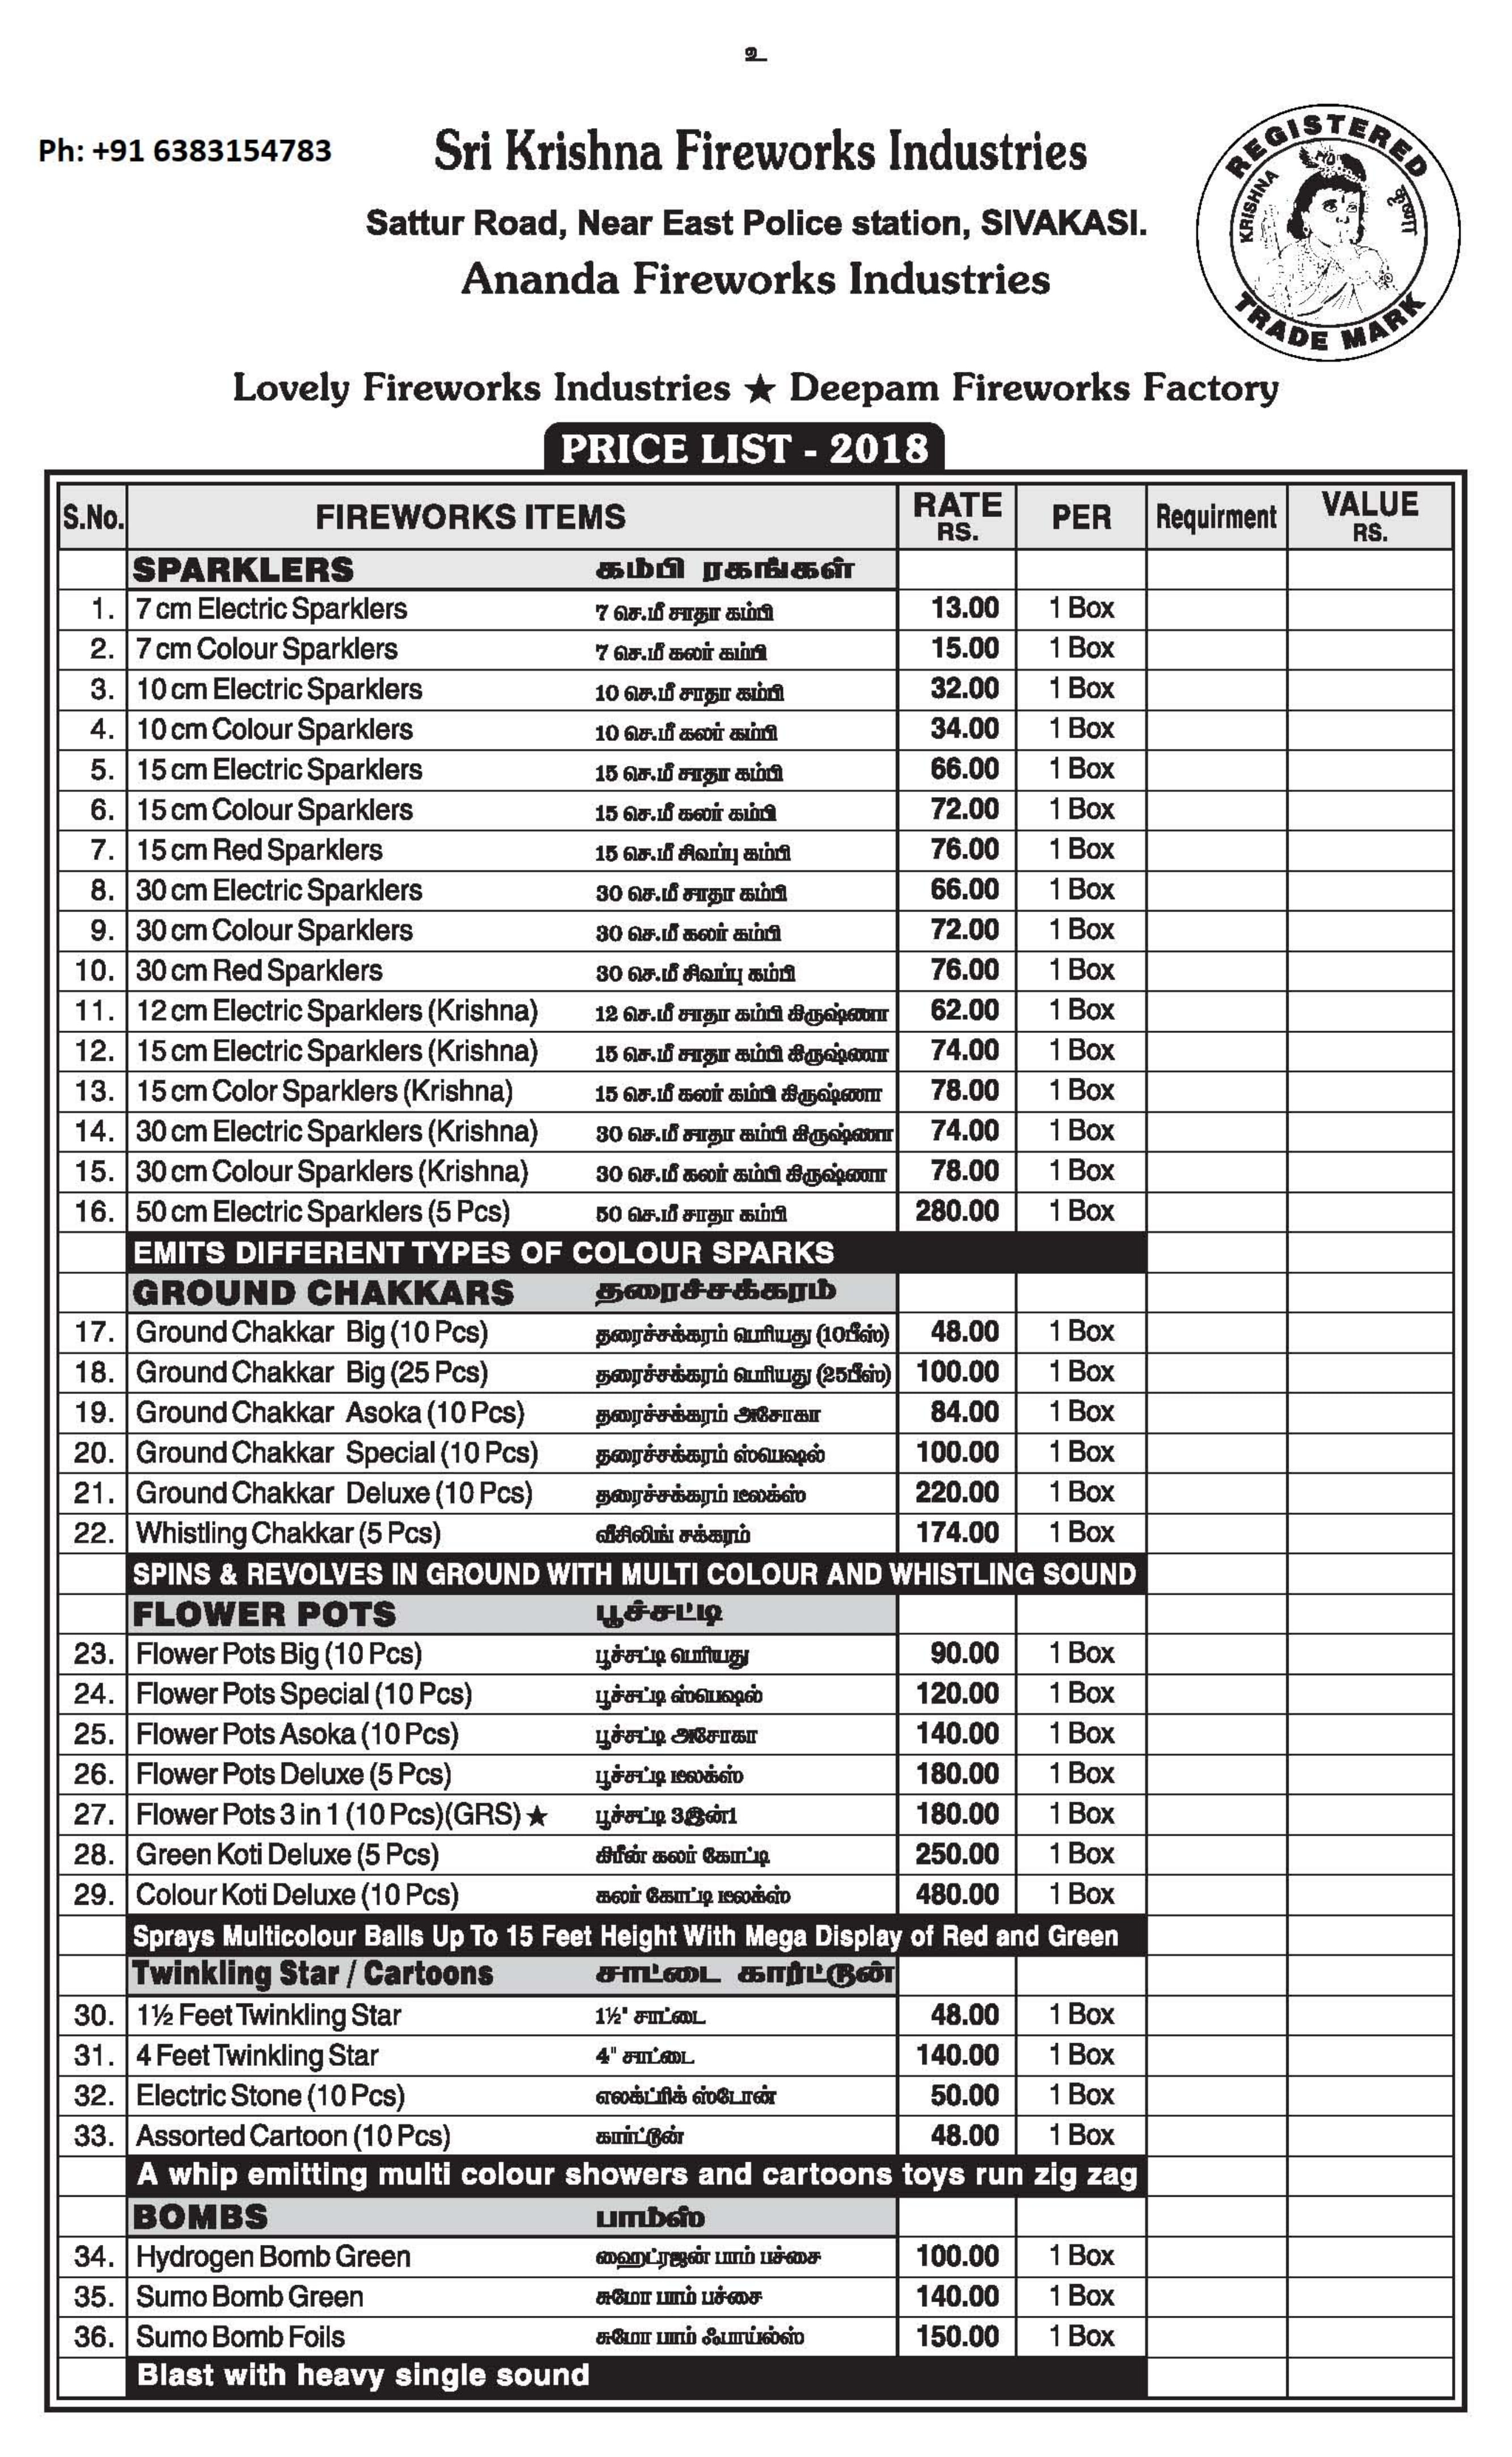 உ
Ph: +91 6383154783
Sri Krishna Fireworks Industries
Sattur Road, Near East Police station, SIVAKASI.
Ananda Fireworks Industries
REGISTERED
KRISHNA
கிருஷ்ணா
TRADE MARK
Lovely Fireworks Industries ★ Deepam Fireworks Factory
PRICE LIST - 2018
S.No. FIREWORKS ITEMS RATE RS. PER Requirment VALUE RS.
SPARKLERS கம்பி ரகங்கள்
1. 7 cm Electric Sparklers 7 செ.மீ சாதா கம்பி 13.00 1 Box
2. 7 cm Colour Sparklers 7 செ.மீ கலர் கம்பி 15.00 1 Box
3. 10 cm Electric Sparklers 10 செ.மீ சாதா கம்பி 32.00 1 Box
4. 10 cm Colour Sparklers 10 செ.மீ கலர் கம்பி 34.00 1 Box
5. 15 cm Electric Sparklers 15 செ.மீ சாதா கம்பி 66.00 1 Box
6. 15 cm Colour Sparklers 15 செ.மீ கலர் கம்பி 72.00 1 Box
7. 15 cm Red Sparklers 15 செ.மீ சிவப்பு கம்பி 76.00 1 Box
8. 30 cm Electric Sparklers 30 செ.மீ சாதா கம்பி 66.00 1 Box
9. 30 cm Colour Sparklers 30 செ.மீ கலர் கம்பி 72.00 1 Box
10. 30 cm Red Sparklers 30 செ.மீ சிவப்பு கம்பி 76.00 1 Box
11. 12 cm Electric Sparklers (Krishna) 12 செ.மீ சாதா கம்பி கிருஷ்ணா 62.00 1 Box
12. 15 cm Electric Sparklers (Krishna) 15 செ.மீ சாதா கம்பி கிருஷ்ணா 74.00 1 Box
13. 15 cm Color Sparklers (Krishna) 15 செ.மீ கலர் கம்பி கிருஷ்ணா 78.00 1 Box
14. 30 cm Electric Sparklers (Krishna) 30 செ.மீ சாதா கம்பி கிருஷ்ணா 74.00 1 Box
15. 30 cm Colour Sparklers (Krishna) 30 செ.மீ கலர் கம்பி கிருஷ்ணா 78.00 1 Box
16. 50 cm Electric Sparklers (5 Pcs) 50 செ.மீ சாதா கம்பி 280.00 1 Box
EMITS DIFFERENT TYPES OF COLOUR SPARKS
GROUND CHAKKARS தரைச்சக்கரம்
17. Ground Chakkar Big (10 Pcs) தரைச்சக்கரம் பெரியது (10பீஸ்) 48.00 1 Box
18. Ground Chakkar Big (25 Pcs) தரைச்சக்கரம் பெரியது (25பீஸ்) 100.00 1 Box
19. Ground Chakkar Asoka (10 Pcs) தரைச்சக்கரம் அசோகா 84.00 1 Box
20. Ground Chakkar Special (10 Pcs) தரைச்சக்கரம் ஸ்பெஷல் 100.00 1 Box
21. Ground Chakkar Deluxe (10 Pcs) தரைச்சக்கரம் டீலக்ஸ் 220.00 1 Box
22. Whistling Chakkar (5 Pcs) வீசிலிங் சக்கரம் 174.00 1 Box
SPINS & REVOLVES IN GROUND WITH MULTI COLOUR AND WHISTLING SOUND
FLOWER POTS பூச்சட்டி
23. Flower Pots Big (10 Pcs) பூச்சட்டி பெரியது 90.00 1 Box
24. Flower Pots Special (10 Pcs) பூச்சட்டி ஸ்பெஷல் 120.00 1 Box
25. Flower Pots Asoka (10 Pcs) பூச்சட்டி அசோகா 140.00 1 Box
26. Flower Pots Deluxe (5 Pcs) பூச்சட்டி டீலக்ஸ் 180.00 1 Box
27. Flower Pots 3 in 1 (10 Pcs)(GRS) ★ பூச்சட்டி 3இன்1 180.00 1 Box
28. Green Koti Deluxe (5 Pcs) கிரீன் கலர் கோட்டி 250.00 1 Box
29. Colour Koti Deluxe (10 Pcs) கலர் கோட்டி டீலக்ஸ் 480.00 1 Box
Sprays Multicolour Balls Up To 15 Feet Height With Mega Display of Red and Green
Twinkling Star / Cartoons சாட்டை கார்ட்டூன்
30. 1½ Feet Twinkling Star 1½' சாட்டை 48.00 1 Box
31. 4 Feet Twinkling Star 4" சாட்டை 140.00 1 Box
32. Electric Stone (10 Pcs) எலக்ட்ரிக் ஸ்டோன் 50.00 1 Box
33. Assorted Cartoon (10 Pcs) கார்ட்டூன் 48.00 1 Box
A whip emitting multi colour showers and cartoons toys run zig zag
BOMBS பாம்ஸ்
34. Hydrogen Bomb Green ஹைட்ரஜன் பாம் பச்சை 100.00 1 Box
35. Sumo Bomb Green சுமோ பாம் பச்சை 140.00 1 Box
36. Sumo Bomb Foils சுமோ பாம் ஃபாய்ல்ஸ் 150.00 1 Box
Blast with heavy single sound